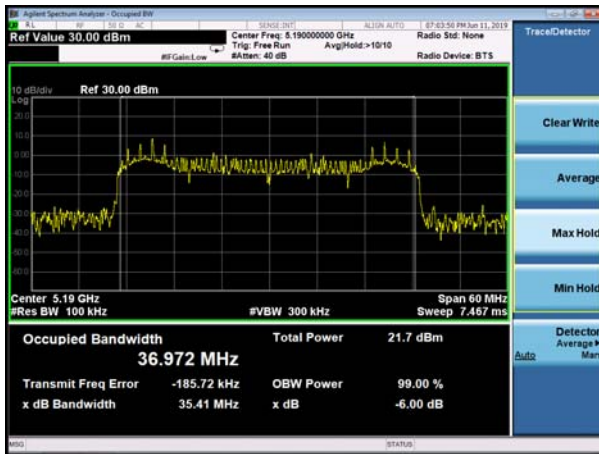 Agilent Spectrum Analyzer - Occupied BW
RL RF 50 Ω AC SENSE:INT ALIGN AUTO 07:03:50 PM Jun 11, 2019
Ref Value 30.00 dBm
Center Freq: 5.190000000 GHz
Radio Std: None
Trace/Detector
Trig: Free Run Avg|Hold:>10/10
#IFGain:Low
#Atten: 40 dB
Radio Device: BTS
10 dB/div Ref 30.00 dBm
Log
20.0
10.0
0.00
-10.0
-20.0
-30.0
-40.0
-50.0
-60.0
Clear Write
Average
Max Hold
Min Hold
Center 5.19 GHz
Span 60 MHz
#Res BW 100 kHz
#VBW 300 kHz
Sweep 7.467 ms
Occupied Bandwidth
36.972 MHz
Total Power 21.7 dBm
Transmit Freq Error -185.72 kHz
OBW Power 99.00 %
x dB Bandwidth 35.41 MHz
x dB -6.00 dB
Detector
Average
Auto Man
MSG
STATUS